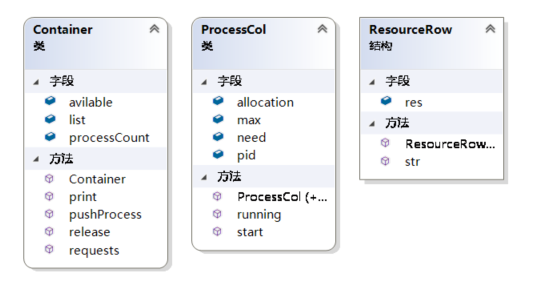 Container
类
字段
avilable
list
processCount
方法
Container
print
pushProcess
release
requests
ProcessCol
类
字段
allocation
max
need
pid
方法
ProcessCol (+...
running
start
ResourceRow
结构
字段
res
方法
ResourceRow...
str